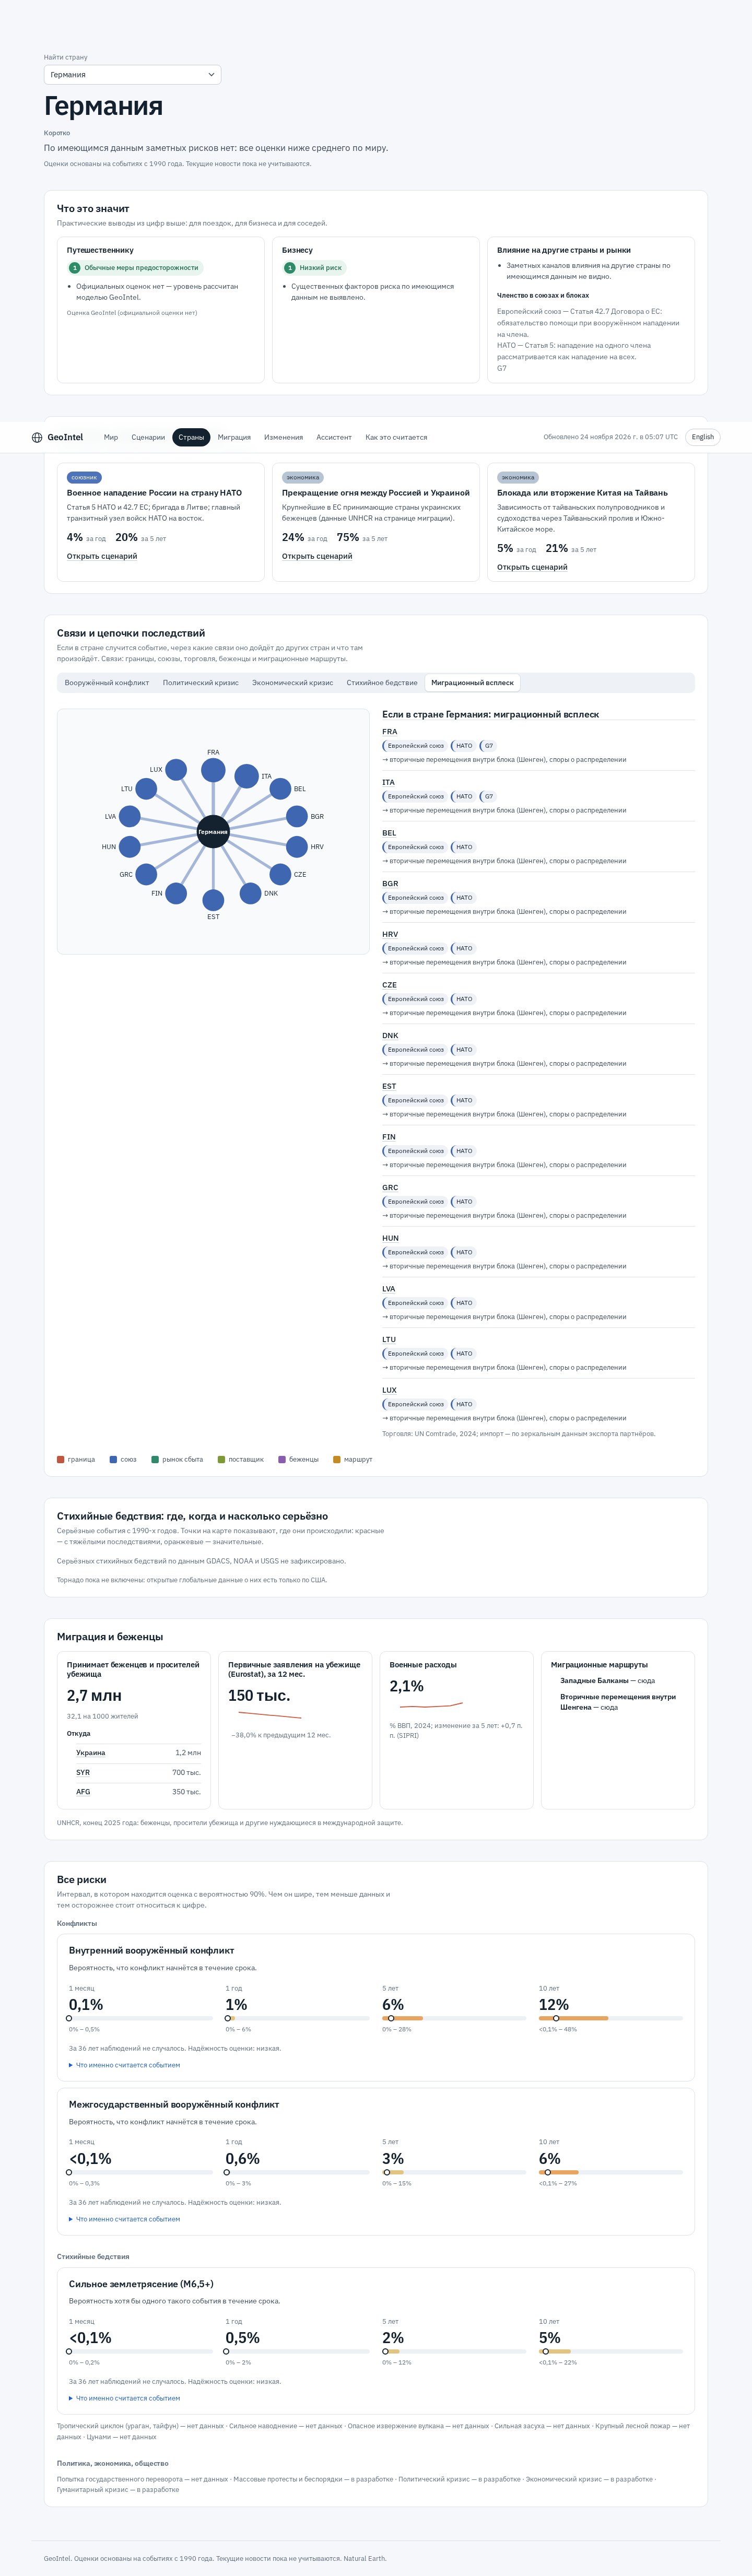 Найти страну
Германия
Германия
Коротко
По имеющимся данным заметных рисков нет: все оценки ниже среднего по миру.
Оценки основаны на событиях с 1990 года. Текущие новости пока не учитываются.
Что это значит
Практические выводы из цифр выше: для поездок, для бизнеса и для соседей.
Путешественнику
1 Обычные меры предосторожности
Официальных оценок нет — уровень рассчитан
моделью GeoIntel.
Оценка GeoIntel (официальной оценки нет)
Бизнесу
1 Низкий риск
Существенных факторов риска по имеющимся
данным не выявлено.
Влияние на другие страны и рынки
Заметных каналов влияния на другие страны по
имеющимся данным не видно.
Членство в союзах и блоках
Европейский союз — Статья 42.7 Договора о ЕС:
обязательство помощи при вооружённом нападении
на члена.
НАТО — Статья 5: нападение на одного члена
рассматривается как нападение на всех.
G7
GeoIntel Мир Сценарии Страны Миграция Изменения Ассистент Как это считается Обновлено 24 ноября 2026 г. в 05:07 UTC English
союзник
Военное нападение России на страну НАТО
Статья 5 НАТО и 42.7 ЕС; бригада в Литве; главный
транзитный узел войск НАТО на восток.
4% за год 20% за 5 лет
Открыть сценарий
экономика
Прекращение огня между Россией и Украиной
Крупнейшие в ЕС принимающие страны украинских
беженцев (данные UNHCR на странице миграции).
24% за год 75% за 5 лет
Открыть сценарий
экономика
Блокада или вторжение Китая на Тайвань
Зависимость от тайваньских полупроводников и
судоходства через Тайваньский пролив и Южно-
Китайское море.
5% за год 21% за 5 лет
Открыть сценарий
Связи и цепочки последствий
Если в стране случится событие, через какие связи оно дойдёт до других стран и что там
произойдёт. Связи: границы, союзы, торговля, беженцы и миграционные маршруты.
Вооружённый конфликт Политический кризис Экономический кризис Стихийное бедствие Миграционный всплеск
FRA
ITA
BEL
BGR
HRV
CZE
DNK
EST
FIN
GRC
HUN
LVA
LTU
LUX
Германия
Если в стране Германия: миграционный всплеск
FRA
Европейский союз НАТО G7
→ вторичные перемещения внутри блока (Шенген), споры о распределении
ITA
Европейский союз НАТО G7
→ вторичные перемещения внутри блока (Шенген), споры о распределении
BEL
Европейский союз НАТО
→ вторичные перемещения внутри блока (Шенген), споры о распределении
BGR
Европейский союз НАТО
→ вторичные перемещения внутри блока (Шенген), споры о распределении
HRV
Европейский союз НАТО
→ вторичные перемещения внутри блока (Шенген), споры о распределении
CZE
Европейский союз НАТО
→ вторичные перемещения внутри блока (Шенген), споры о распределении
DNK
Европейский союз НАТО
→ вторичные перемещения внутри блока (Шенген), споры о распределении
EST
Европейский союз НАТО
→ вторичные перемещения внутри блока (Шенген), споры о распределении
FIN
Европейский союз НАТО
→ вторичные перемещения внутри блока (Шенген), споры о распределении
GRC
Европейский союз НАТО
→ вторичные перемещения внутри блока (Шенген), споры о распределении
HUN
Европейский союз НАТО
→ вторичные перемещения внутри блока (Шенген), споры о распределении
LVA
Европейский союз НАТО
→ вторичные перемещения внутри блока (Шенген), споры о распределении
LTU
Европейский союз НАТО
→ вторичные перемещения внутри блока (Шенген), споры о распределении
LUX
Европейский союз НАТО
→ вторичные перемещения внутри блока (Шенген), споры о распределении
Торговля: UN Comtrade, 2024; импорт — по зеркальным данным экспорта партнёров.
граница союз рынок сбыта поставщик беженцы маршрут
Стихийные бедствия: где, когда и насколько серьёзно
Серьёзные события с 1990-х годов. Точки на карте показывают, где они происходили: красные
— с тяжёлыми последствиями, оранжевые — значительные.
Серьёзных стихийных бедствий по данным GDACS, NOAA и USGS не зафиксировано.
Торнадо пока не включены: открытые глобальные данные о них есть только по США.
Миграция и беженцы
Принимает беженцев и просителей
убежища
2,7 млн
32,1 на 1000 жителей
Откуда
Украина 1,2 млн
SYR 700 тыс.
AFG 350 тыс.
Первичные заявления на убежище
(Eurostat), за 12 мес.
150 тыс.
−38,0% к предыдущим 12 мес.
Военные расходы
2,1%
% ВВП, 2024; изменение за 5 лет: +0,7 п.
п. (SIPRI)
Миграционные маршруты
Западные Балканы — сюда
Вторичные перемещения внутри
Шенгена — сюда
UNHCR, конец 2025 года: беженцы, просители убежища и другие нуждающиеся в международной защите.
Все риски
Интервал, в котором находится оценка с вероятностью 90%. Чем он шире, тем меньше данных и
тем осторожнее стоит относиться к цифре.
Конфликты
Внутренний вооружённый конфликт
Вероятность, что конфликт начнётся в течение срока.
1 месяц 1 год 5 лет 10 лет
0,1% 1% 6% 12%
0% – 0,5% 0% – 6% 0% – 28% <0,1% – 48%
За 36 лет наблюдений не случалось. Надёжность оценки: низкая.
Что именно считается событием
Межгосударственный вооружённый конфликт
Вероятность, что конфликт начнётся в течение срока.
1 месяц 1 год 5 лет 10 лет
<0,1% 0,6% 3% 6%
0% – 0,3% 0% – 3% 0% – 15% <0,1% – 27%
За 36 лет наблюдений не случалось. Надёжность оценки: низкая.
Что именно считается событием
Стихийные бедствия
Сильное землетрясение (M6,5+)
Вероятность хотя бы одного такого события в течение срока.
1 месяц 1 год 5 лет 10 лет
<0,1% 0,5% 2% 5%
0% – 0,2% 0% – 2% 0% – 12% <0,1% – 22%
За 36 лет наблюдений не случалось. Надёжность оценки: низкая.
Что именно считается событием
Тропический циклон (ураган, тайфун) — нет данных · Сильное наводнение — нет данных · Опасное извержение вулкана — нет данных · Сильная засуха — нет данных · Крупный лесной пожар — нет
данных · Цунами — нет данных
Политика, экономика, общество
Попытка государственного переворота — нет данных · Массовые протесты и беспорядки — в разработке · Политический кризис — в разработке · Экономический кризис — в разработке ·
Гуманитарный кризис — в разработке
GeoIntel. Оценки основаны на событиях с 1990 года. Текущие новости пока не учитываются. Natural Earth.